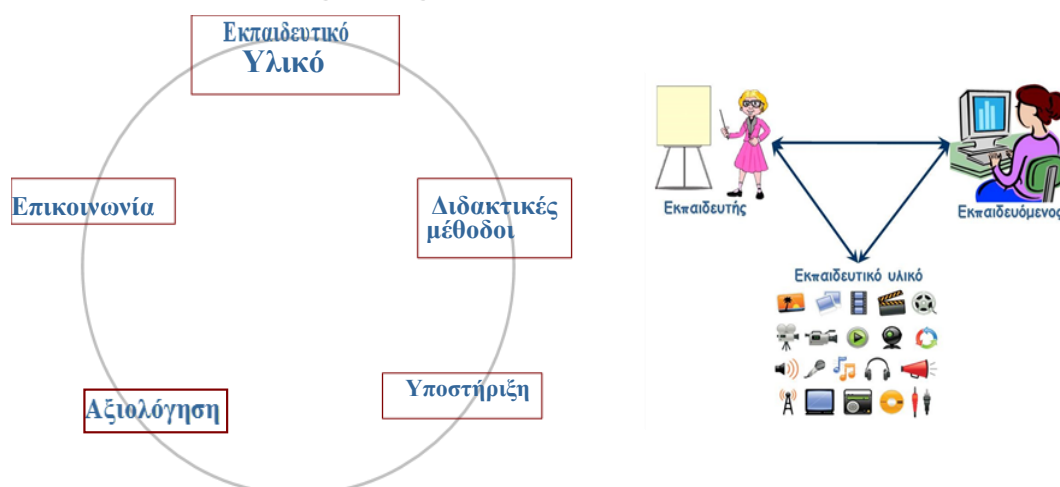 Εκπαιδευτικό
Υλικό
Επικοινωνία
Διδακτικές
μέθοδοι
Υποστήριξη
Αξιολόγηση
Εκπαιδευτής
Εκπαιδευόμενος
Εκπαιδευτικό υλικό